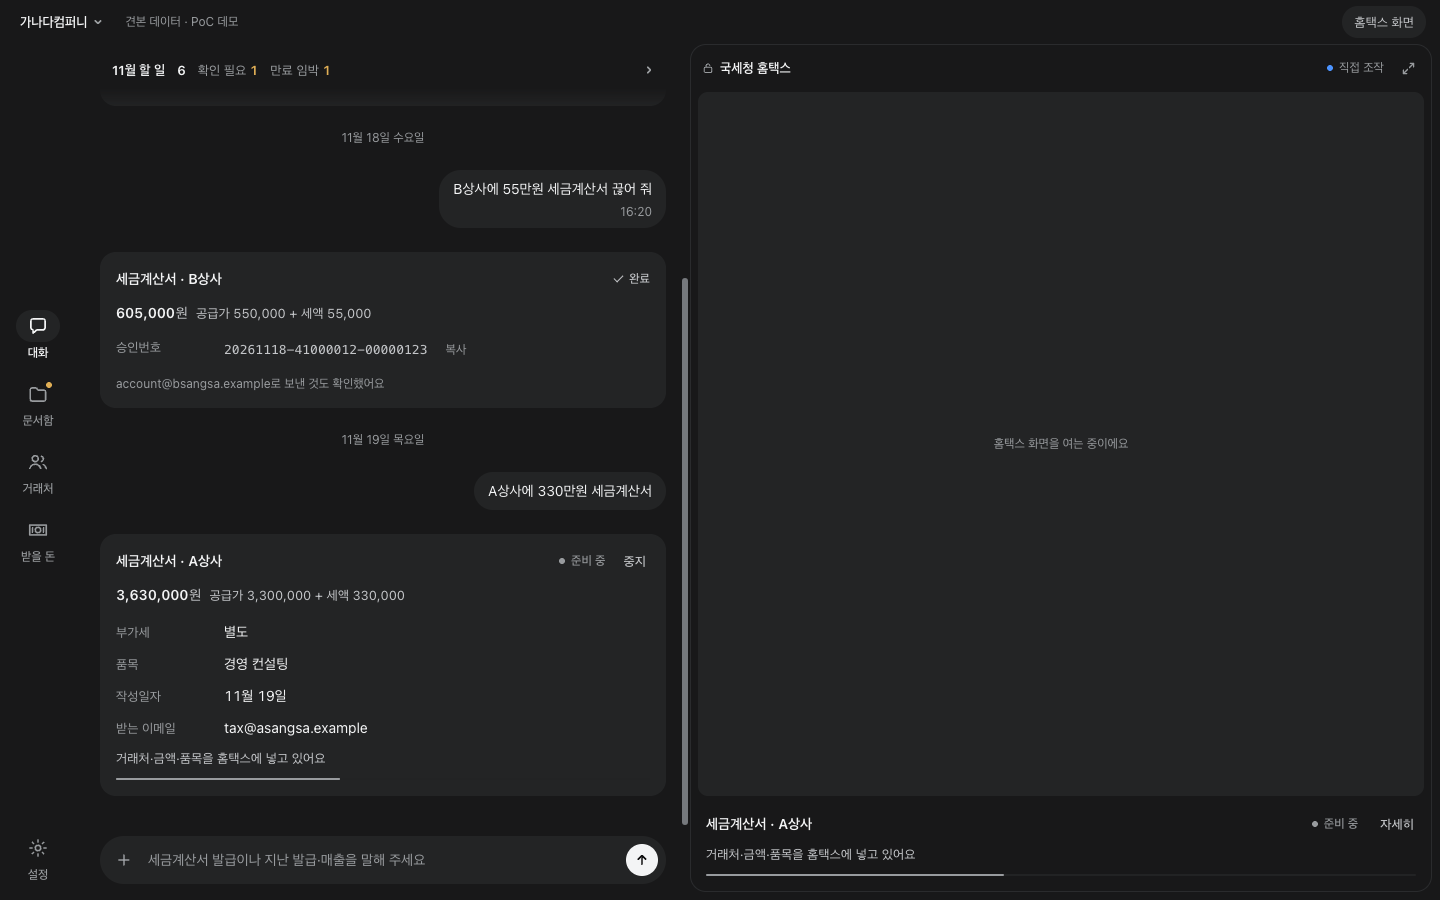 가나다컴퍼니
견본 데이터 · PoC 데모
홈택스 화면
11월 할 일 6 확인 필요 1 만료 임박 1
11월 18일 수요일
B상사에 55만원 세금계산서 끊어 줘
16:20
세금계산서 · B상사
완료
605,000원 공급가 550,000 + 세액 55,000
승인번호 20261118-41000012-00000123 복사
account@bsangsa.example로 보낸 것도 확인했어요
11월 19일 목요일
A상사에 330만원 세금계산서
세금계산서 · A상사
준비 중 중지
3,630,000원 공급가 3,300,000 + 세액 330,000
부가세 별도
품목 경영 컨설팅
작성일자 11월 19일
받는 이메일 tax@asangsa.example
거래처·금액·품목을 홈택스에 넣고 있어요
세금계산서 발급이나 지난 발급·매출을 말해 주세요
대화
문서함
거래처
받을 돈
설정
국세청 홈택스
직접 조작
홈택스 화면을 여는 중이에요
세금계산서 · A상사
준비 중 자세히
거래처·금액·품목을 홈택스에 넣고 있어요